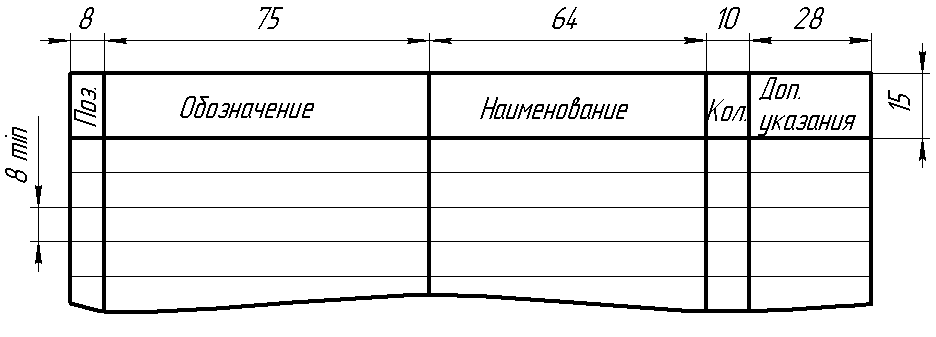 8 75 64 10 28
Поз. Обозначение Наименование Кол. Доп.
указания
15
8 min